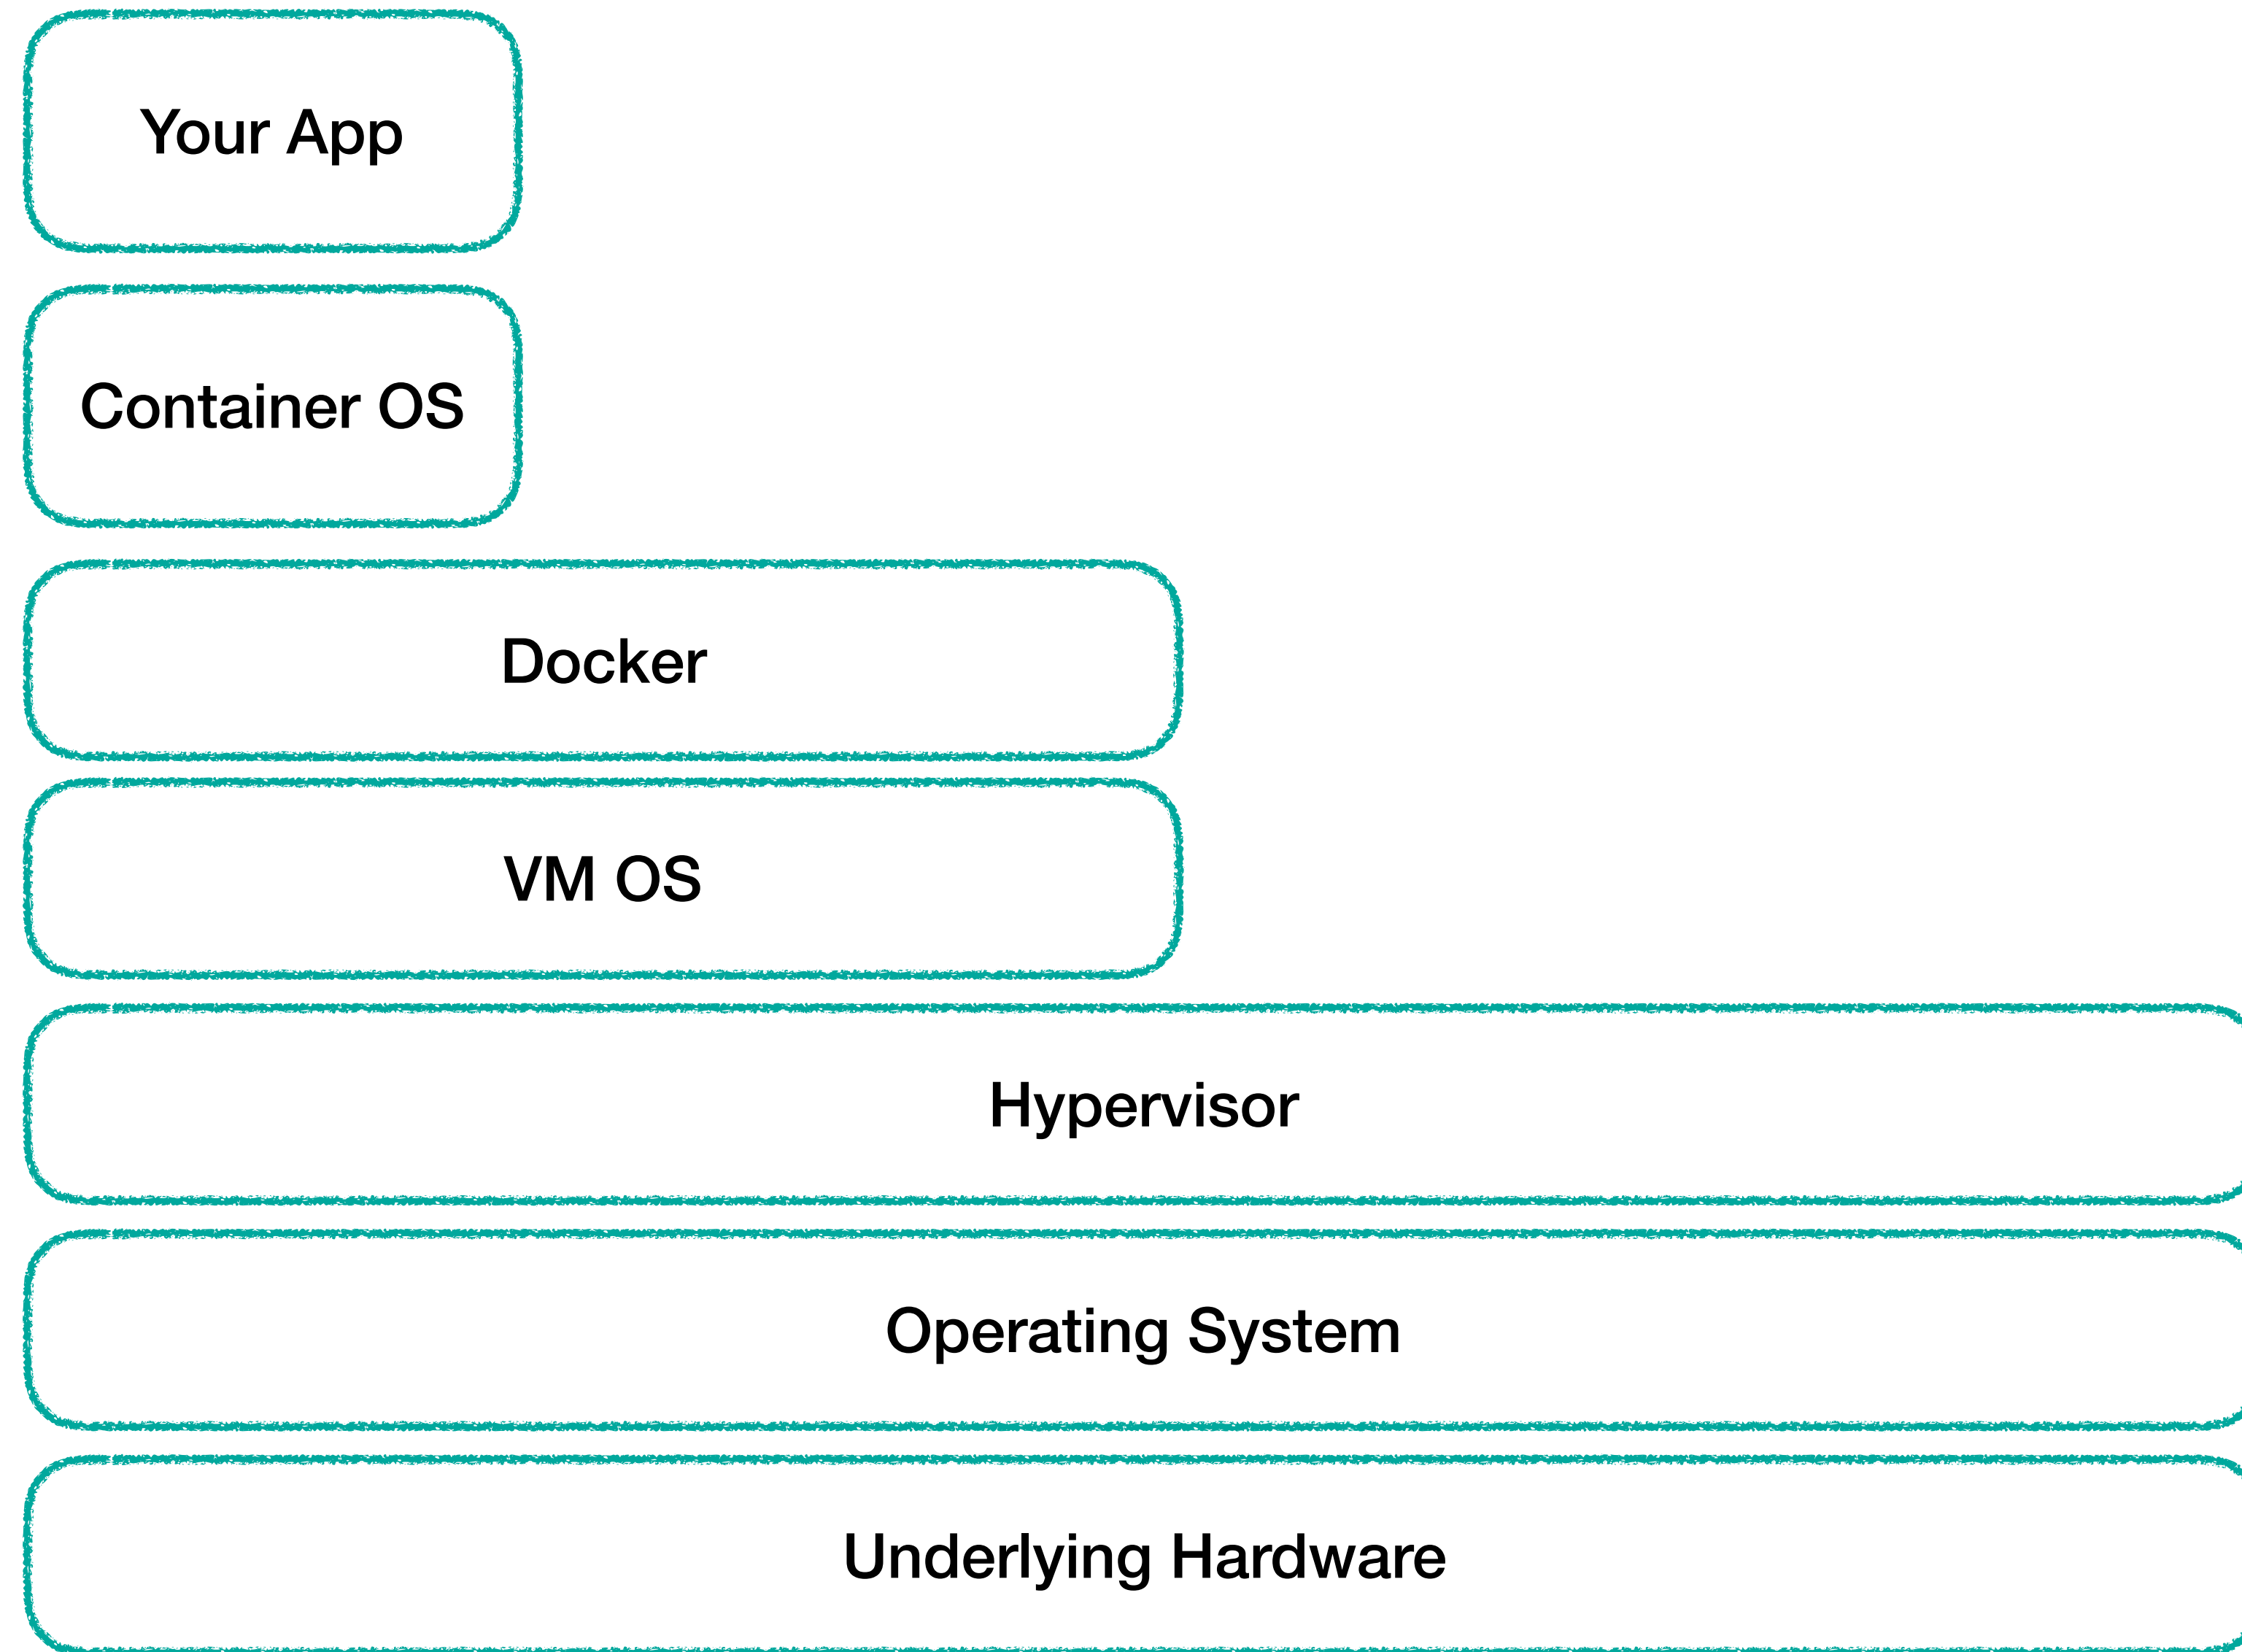 Your App
Container OS
Docker
VM OS
Hypervisor
Operating System
Underlying Hardware